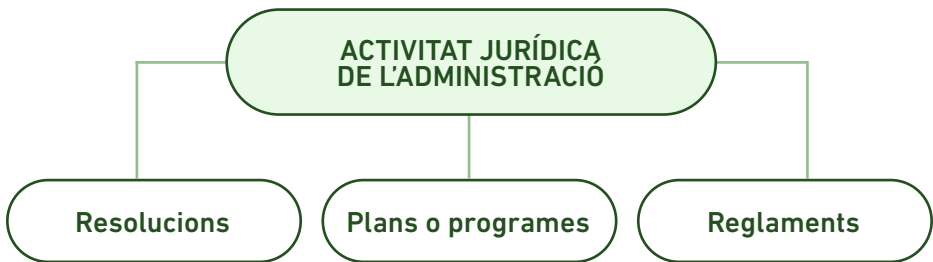 ACTIVITAT JURÍDICA
DE L'ADMINISTRACIÓ
Resolucions
Plans o programes
Reglaments